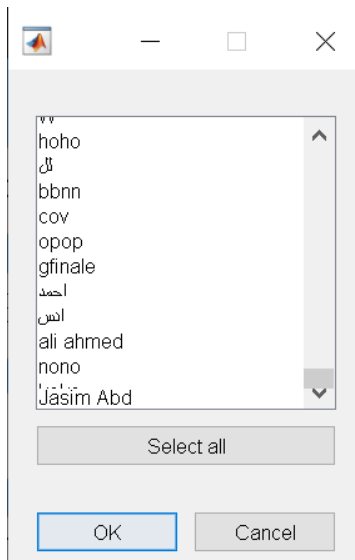 hoho
لل
bbnn
cov
opop
gfinale
احمد
انس
ali ahmed
nono
Jasim Abd
Select all
OK
Cancel